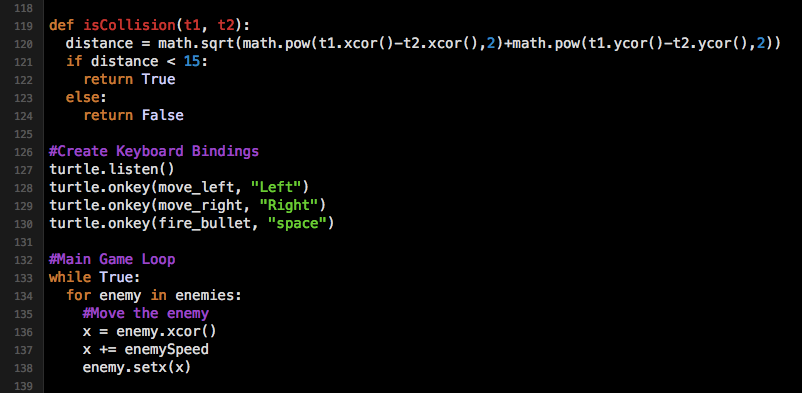 118
119 def isCollision(t1, t2):
120   distance = math.sqrt(math.pow(t1.xcor()-t2.xcor(),2)+math.pow(t1.ycor()-t2.ycor(),2))
121   if distance < 15:
122     return True
123   else:
124     return False
125
126 #Create Keyboard Bindings
127 turtle.listen()
128 turtle.onkey(move_left, "Left")
129 turtle.onkey(move_right, "Right")
130 turtle.onkey(fire_bullet, "space")
131
132 #Main Game Loop
133 while True:
134   for enemy in enemies:
135     #Move the enemy
136     x = enemy.xcor()
137     x += enemySpeed
138     enemy.setx(x)
139